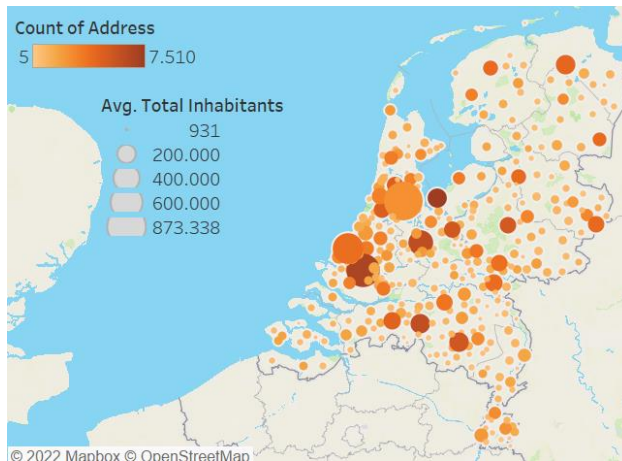 Count of Address
5 7.510
Avg. Total Inhabitants
931
200.000
400.000
600.000
873.338
© 2022 Mapbox © OpenStreetMap